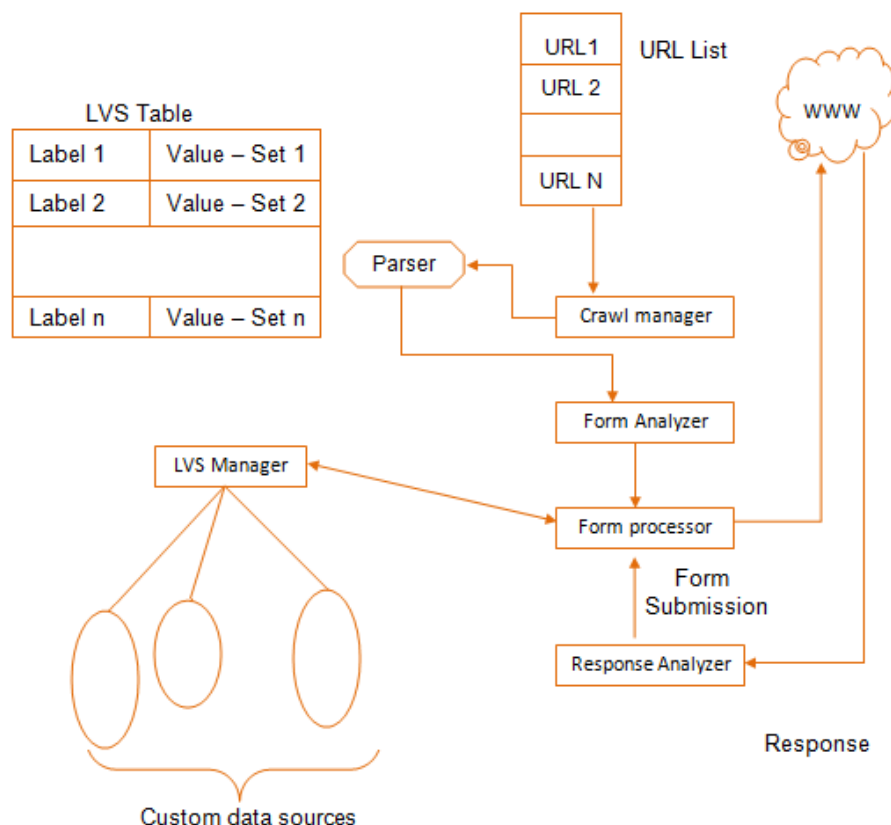 URL1
URL List
URL 2
URL N
WWW
LVS Table
Label 1 Value – Set 1
Label 2 Value – Set 2
Label n Value – Set n
Parser
Crawl manager
Form Analyzer
LVS Manager
Form processor
Form
Submission
Response Analyzer
Response
Custom data sources